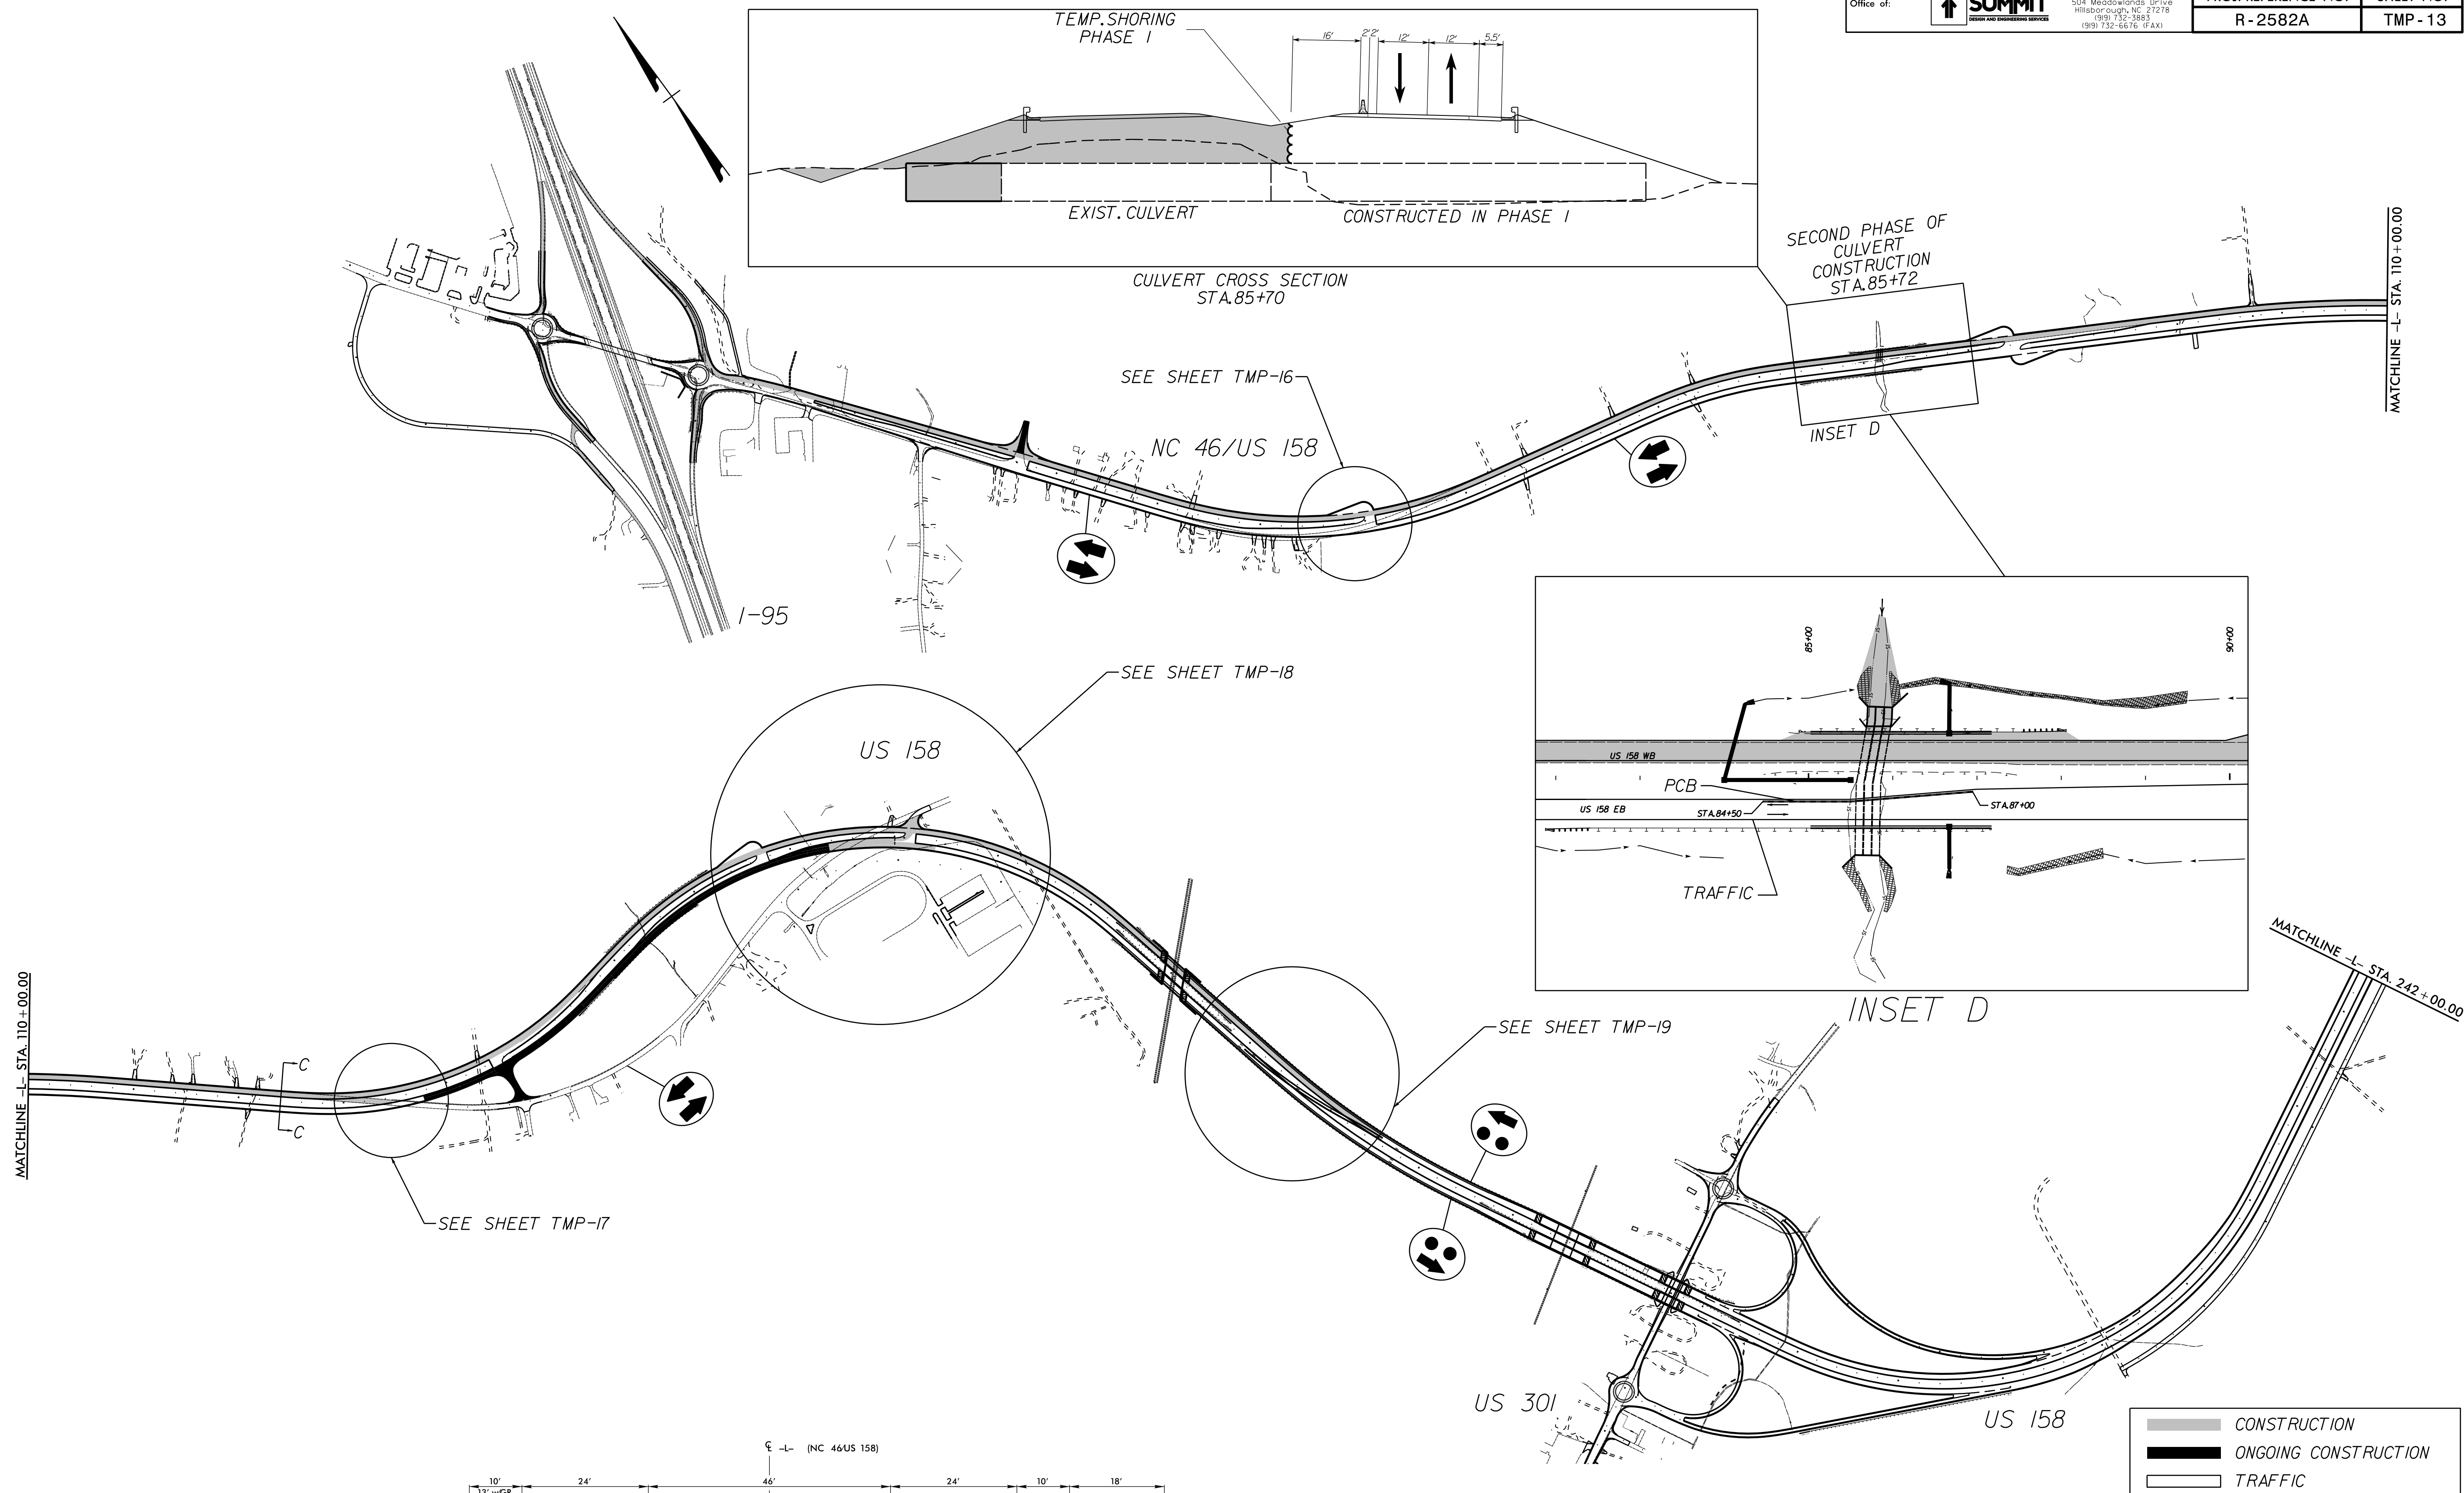 Office of:
SUMMIT
DESIGN AND ENGINEERING SERVICES
504 Meadowlands Drive
Hillsborough, NC 27278
(919) 732-3883
(919) 732-6676 (FAX)
R-2582A
TMP-13
TEMP. SHORING
PHASE I
16' 2' 2' 12' 12' 5.5'
EXIST. CULVERT
CONSTRUCTED IN PHASE I
CULVERT CROSS SECTION
STA. 85+70
SECOND PHASE OF
CULVERT
CONSTRUCTION
STA. 85+72
INSET D
MATCHLINE -L- STA. 110+00.00
SEE SHEET TMP-16
NC 46/US 158
I-95
SEE SHEET TMP-18
US 158
85+00
90+00
US 158 WB
PCB
US 158 EB
STA. 84+50
STA. 87+00
TRAFFIC
INSET D
MATCHLINE -L- STA. 242+00.00
MATCHLINE -L- STA. 110+00.00
C
C
SEE SHEET TMP-17
SEE SHEET TMP-19
US 301
US 158
CONSTRUCTION
ONGOING CONSTRUCTION
TRAFFIC
℄ -L- (NC 46/US 158)
10' 24' 46' 24' 10' 18'
13' w/GR